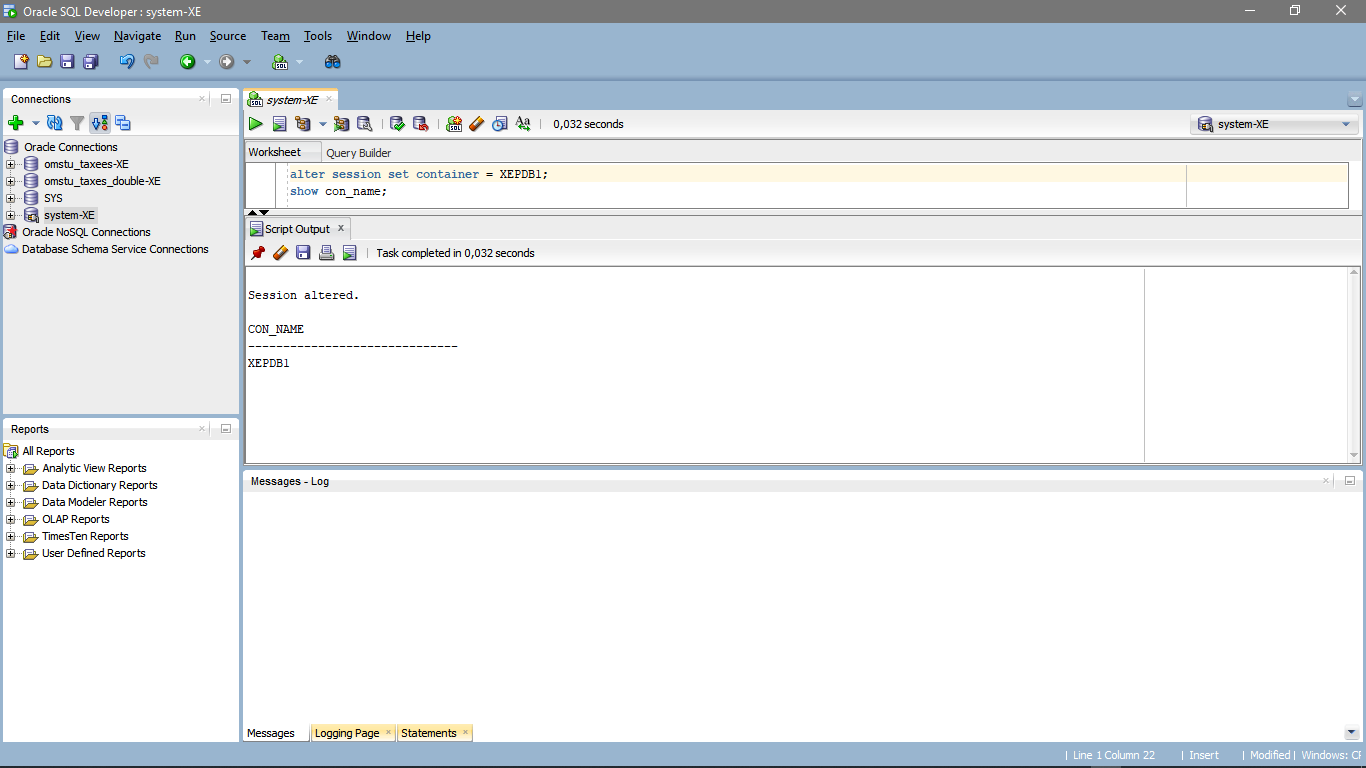 Oracle SQL Developer : system-XE
File Edit View Navigate Run Source Team Tools Window Help
Connections
Oracle Connections
omstu_taxees-XE
omstu_taxes_double-XE
SYS
system-XE
Oracle NoSQL Connections
Database Schema Service Connections
Reports
All Reports
Analytic View Reports
Data Dictionary Reports
Data Modeler Reports
OLAP Reports
TimesTen Reports
User Defined Reports
system-XE
0,032 seconds
system-XE
Worksheet Query Builder
alter session set container = XEPDB1;
show con_name;
Script Output
Task completed in 0,032 seconds
Session altered.
CON_NAME
------------------------------
XEPDB1
Messages - Log
Messages Logging Page Statements
| Line 1 Column 22 | Insert | Modified | Windows: CF